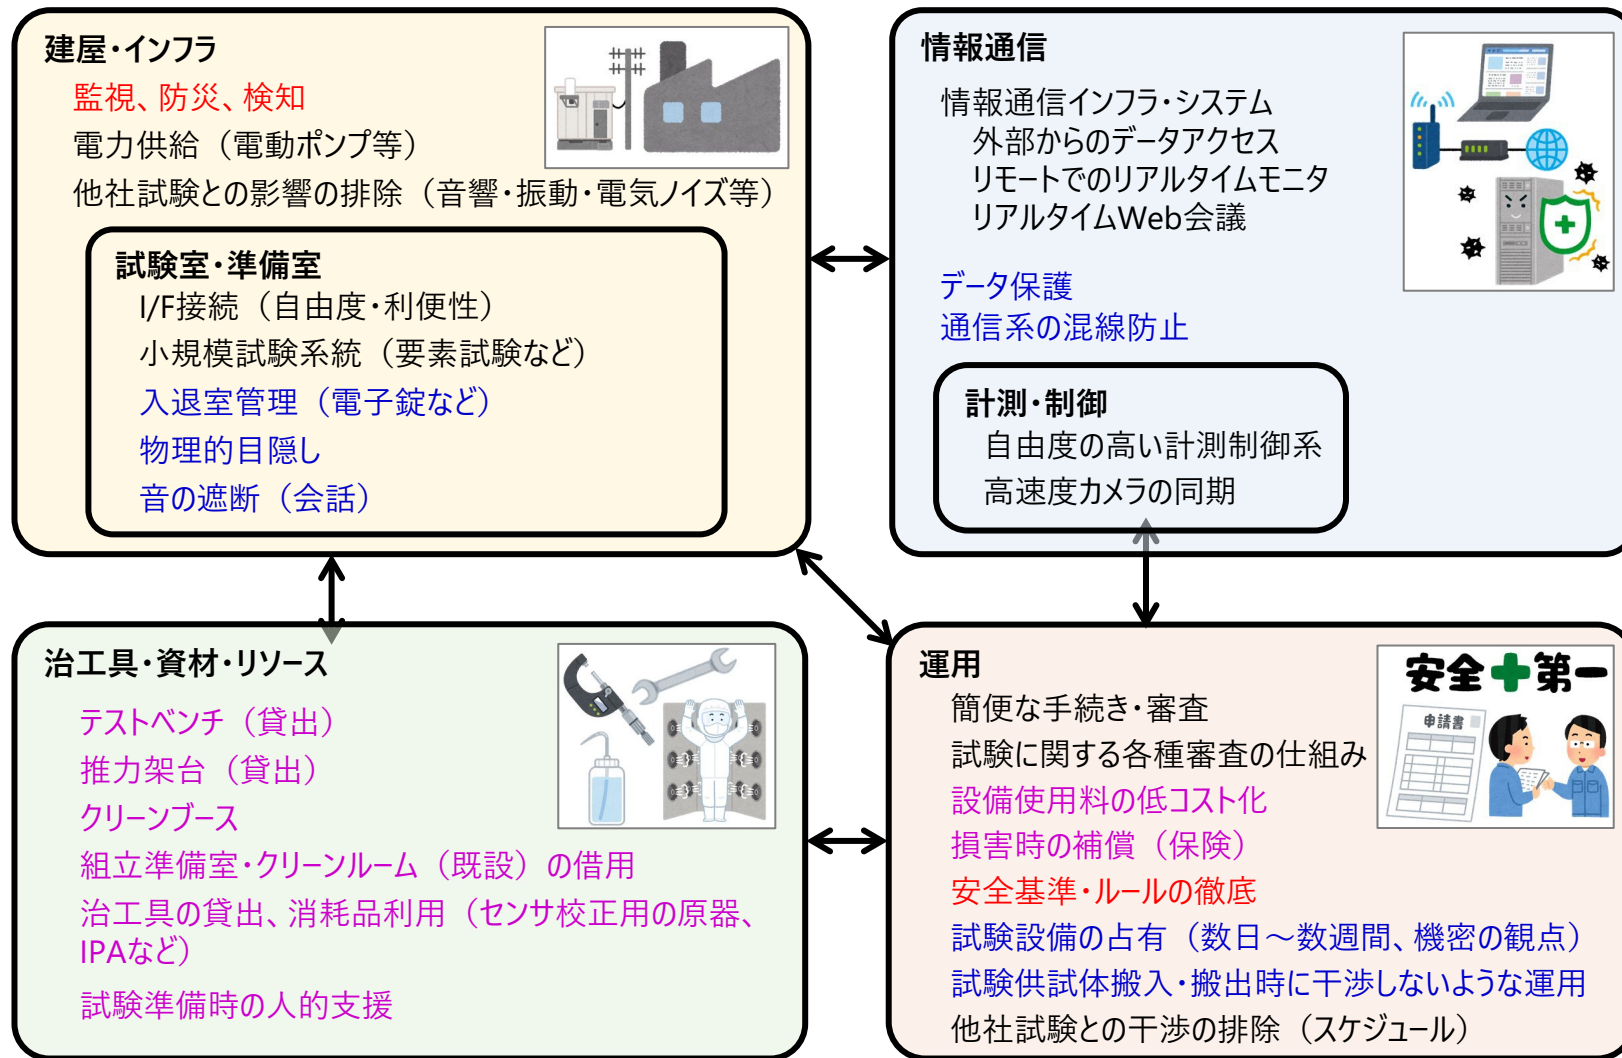 建屋・インフラ
監視、防災、検知
電力供給（電動ポンプ等）
他社試験との影響の排除（音響・振動・電気ノイズ等）
試験室・準備室
I/F接続（自由度・利便性）
小規模試験系統（要素試験など）
入退室管理（電子錠など）
物理的目隠し
音の遮断（会話）
情報通信
情報通信インフラ・システム
外部からのデータアクセス
リモートでのリアルタイムモニタ
リアルタイムWeb会議
データ保護
通信系の混線防止
計測・制御
自由度の高い計測制御系
高速度カメラの同期
治工具・資材・リソース
テストベンチ（貸出）
推力架台（貸出）
クリーンブース
組立準備室・クリーンルーム（既設）の借用
治工具の貸出、消耗品利用（センサ校正用の原器、
IPAなど）
試験準備時の人的支援
運用
簡便な手続き・審査
試験に関する各種審査の仕組み
設備使用料の低コスト化
損害時の補償（保険）
安全基準・ルールの徹底
試験設備の占有（数日～数週間、機密の観点）
試験供試体搬入・搬出時に干渉しないような運用
他社試験との干渉の排除（スケジュール）
安全第一
申請書